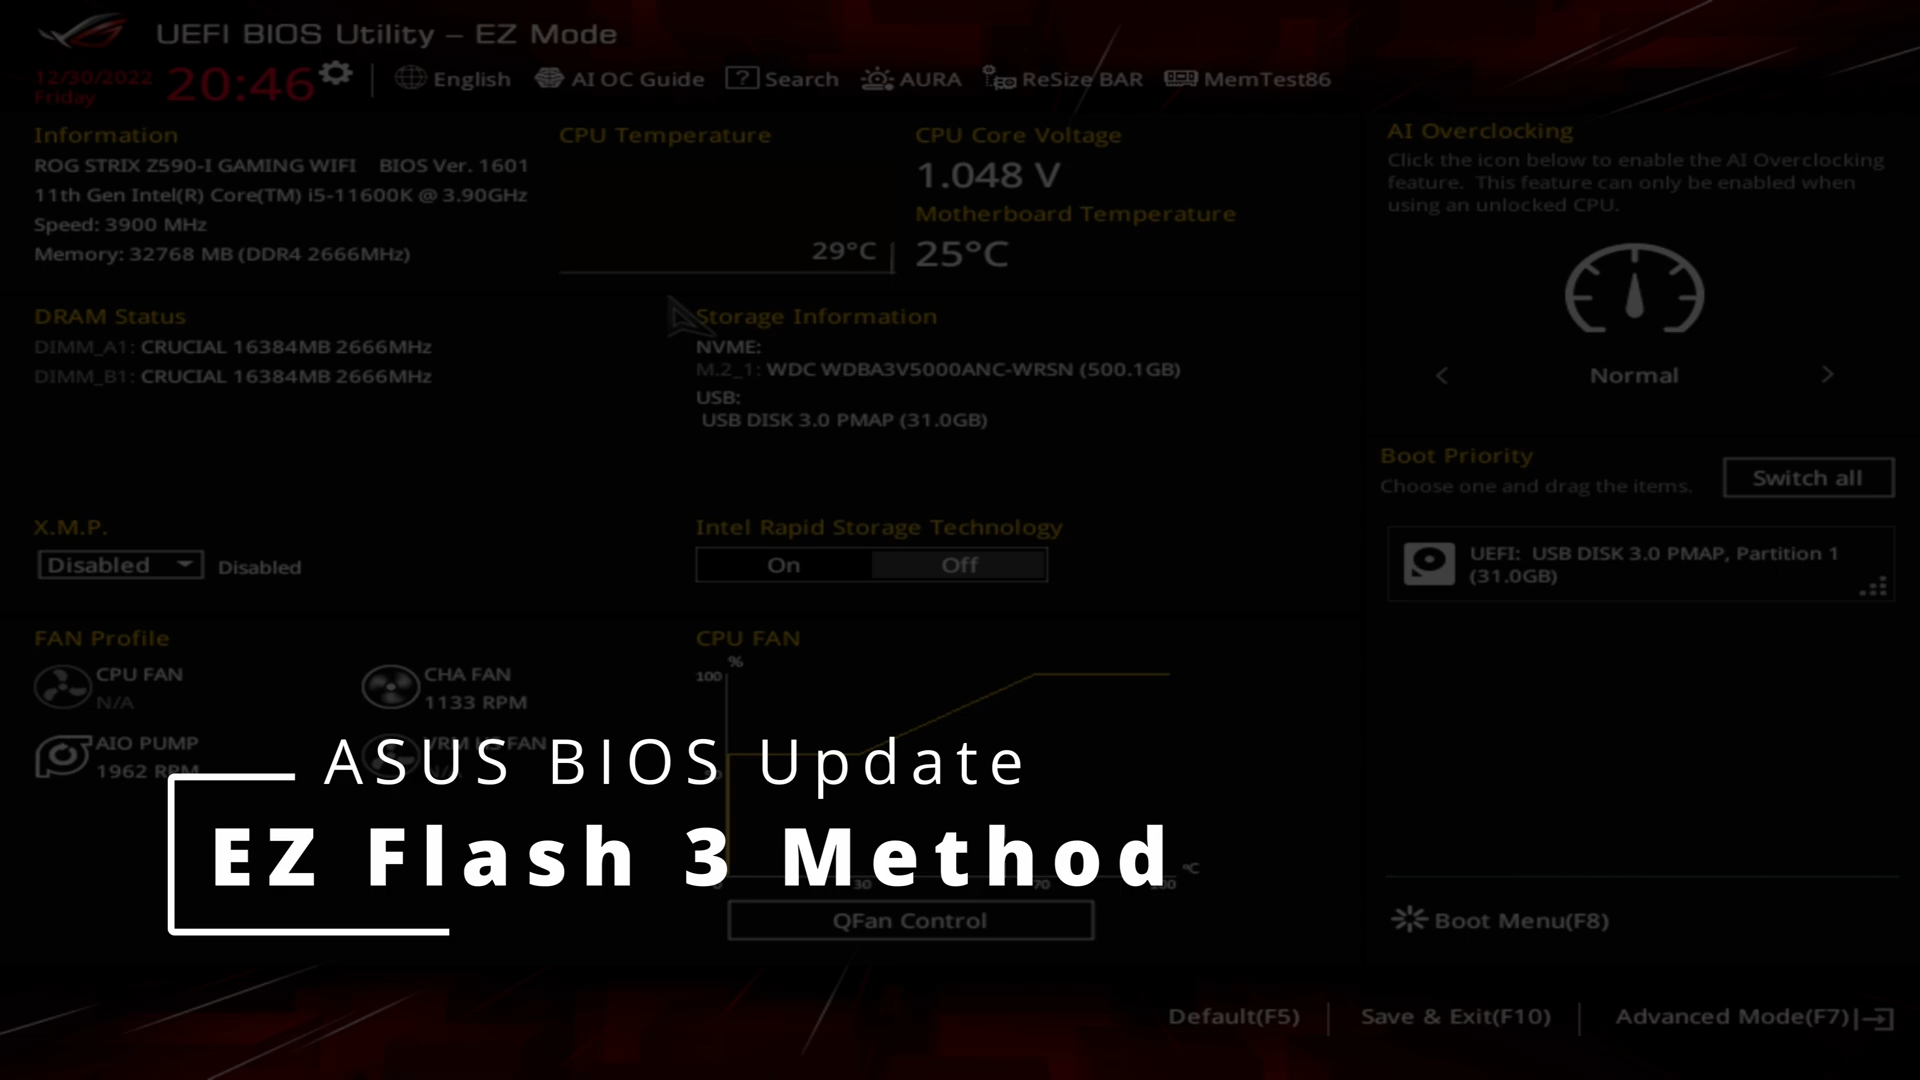 UEFI BIOS Utility – EZ Mode
12/30/2022
Friday
20:46
English
AI OC Guide
? Search
AURA
ReSize BAR
MemTest86
Information
ROG STRIX Z590-I GAMING WIFI BIOS Ver. 1601
11th Gen Intel(R) Core(TM) i5-11600K @ 3.90GHz
Speed: 3900 MHz
Memory: 32768 MB (DDR4 2666MHz)
CPU Temperature
29°C
CPU Core Voltage
1.048 V
Motherboard Temperature
25°C
AI Overclocking
Click the icon below to enable the AI Overclocking
feature. This feature can only be enabled when
using an unlocked CPU.
Normal
DRAM Status
DIMM_A1: CRUCIAL 16384MB 2666MHz
DIMM_B1: CRUCIAL 16384MB 2666MHz
Storage Information
NVME:
M.2_1: WDC WDBA3V5000ANC-WRSN (500.1GB)
USB:
USB DISK 3.0 PMAP (31.0GB)
Boot Priority
Choose one and drag the items.
Switch all
UEFI: USB DISK 3.0 PMAP, Partition 1
(31.0GB)
X.M.P.
Disabled
Disabled
Intel Rapid Storage Technology
On
Off
FAN Profile
CPU FAN
N/A
CHA FAN
1133 RPM
AIO PUMP
1962 RPM
VRM HS FAN
CPU FAN
%
100
30
70
100
°C
ASUS BIOS Update
EZ Flash 3 Method
QFan Control
Boot Menu(F8)
Default(F5)
Save & Exit(F10)
Advanced Mode(F7)